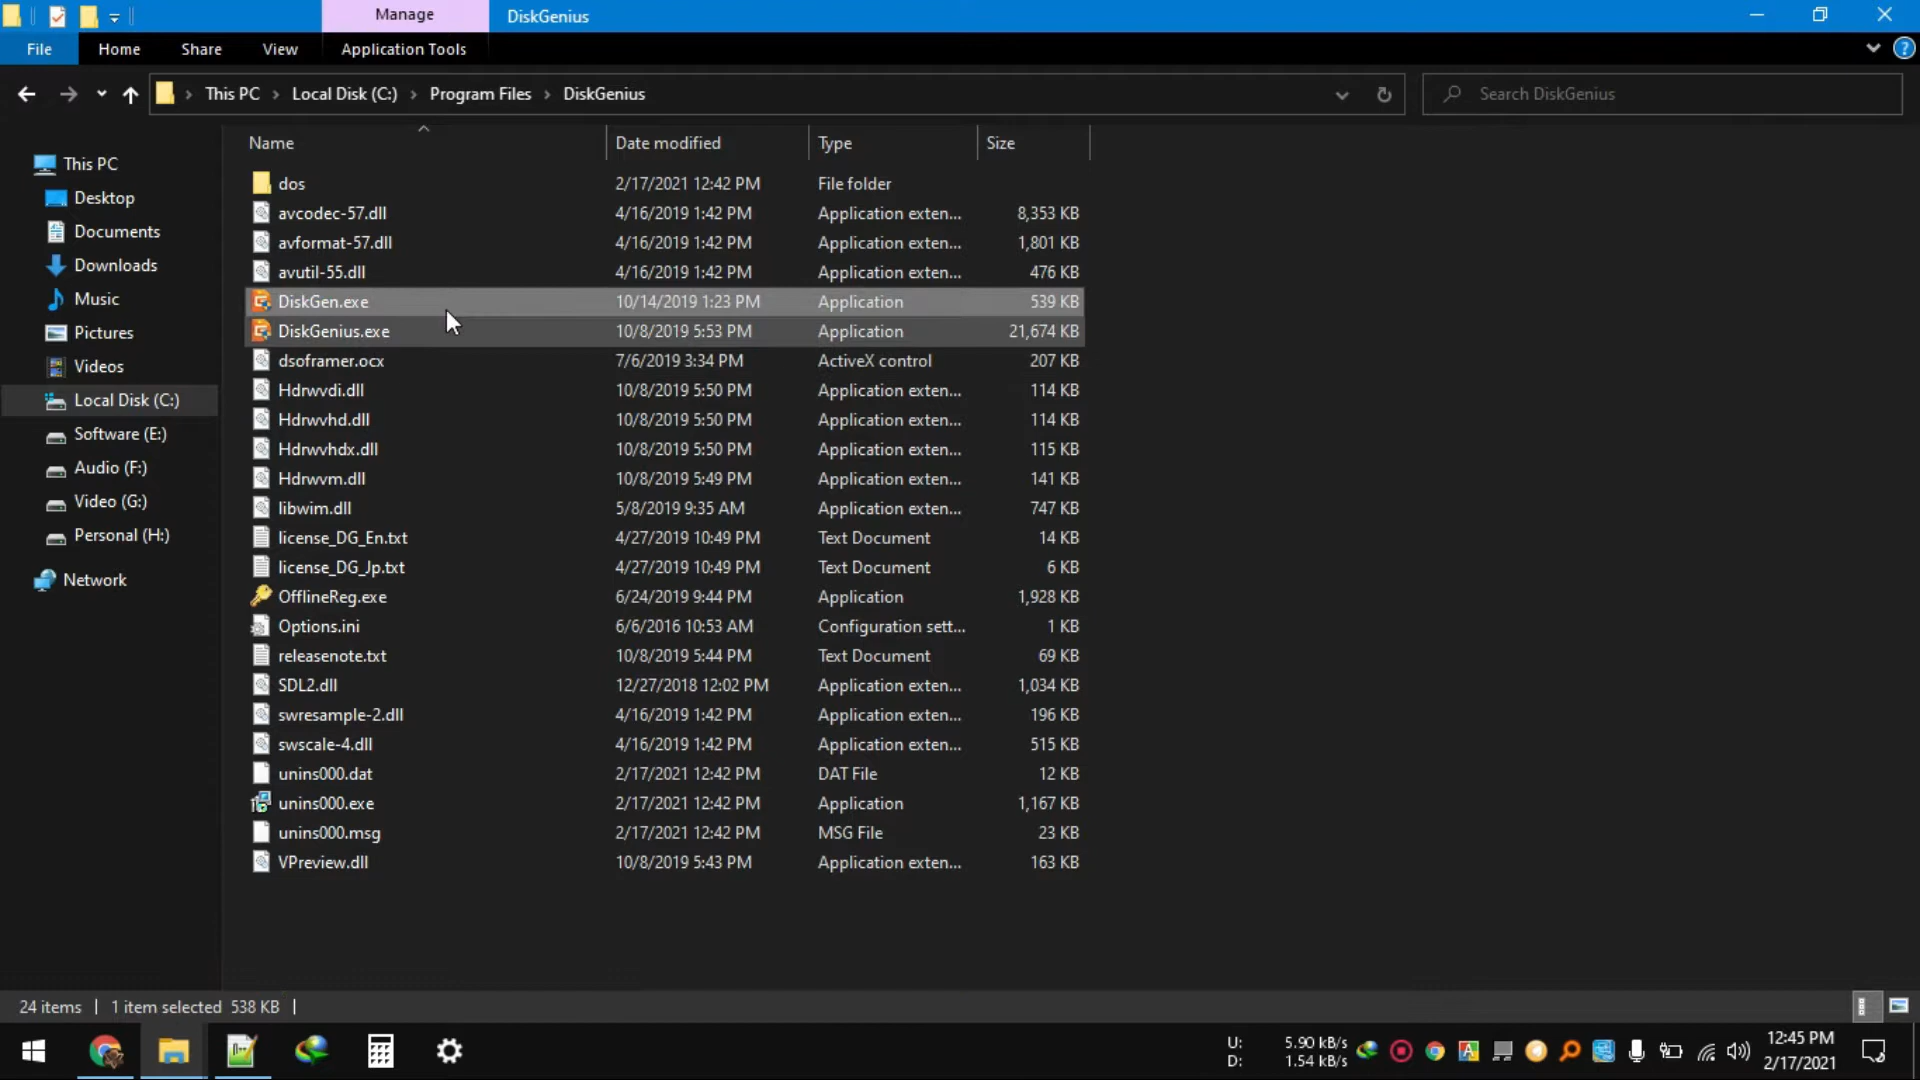 Manage
DiskGenius
File Home Share View Application Tools
This PC Local Disk (C:) Program Files DiskGenius
Search DiskGenius
Name Date modified Type Size
This PC
Desktop
Documents
Downloads
Music
Pictures
Videos
Local Disk (C:)
Software (E:)
Audio (F:)
Video (G:)
Personal (H:)
Network
dos 2/17/2021 12:42 PM File folder
avcodec-57.dll 4/16/2019 1:42 PM Application exten... 8,353 KB
avformat-57.dll 4/16/2019 1:42 PM Application exten... 1,801 KB
avutil-55.dll 4/16/2019 1:42 PM Application exten... 476 KB
DiskGen.exe 10/14/2019 1:23 PM Application 539 KB
DiskGenius.exe 10/8/2019 5:53 PM Application 21,674 KB
dsoframer.ocx 7/6/2019 3:34 PM ActiveX control 207 KB
Hdrwvdi.dll 10/8/2019 5:50 PM Application exten... 114 KB
Hdrwvhd.dll 10/8/2019 5:50 PM Application exten... 114 KB
Hdrwvhdx.dll 10/8/2019 5:50 PM Application exten... 115 KB
Hdrwvm.dll 10/8/2019 5:49 PM Application exten... 141 KB
libwim.dll 5/8/2019 9:35 AM Application exten... 747 KB
license_DG_En.txt 4/27/2019 10:49 PM Text Document 14 KB
license_DG_Jp.txt 4/27/2019 10:49 PM Text Document 6 KB
OfflineReg.exe 6/24/2019 9:44 PM Application 1,928 KB
Options.ini 6/6/2016 10:53 AM Configuration sett... 1 KB
releasenote.txt 10/8/2019 5:44 PM Text Document 69 KB
SDL2.dll 12/27/2018 12:02 PM Application exten... 1,034 KB
swresample-2.dll 4/16/2019 1:42 PM Application exten... 196 KB
swscale-4.dll 4/16/2019 1:42 PM Application exten... 515 KB
unins000.dat 2/17/2021 12:42 PM DAT File 12 KB
unins000.exe 2/17/2021 12:42 PM Application 1,167 KB
unins000.msg 2/17/2021 12:42 PM MSG File 23 KB
VPreview.dll 10/8/2019 5:43 PM Application exten... 163 KB
24 items 1 item selected 538 KB
U: 5.90 kB/s
D: 1.54 kB/s
12:45 PM
2/17/2021